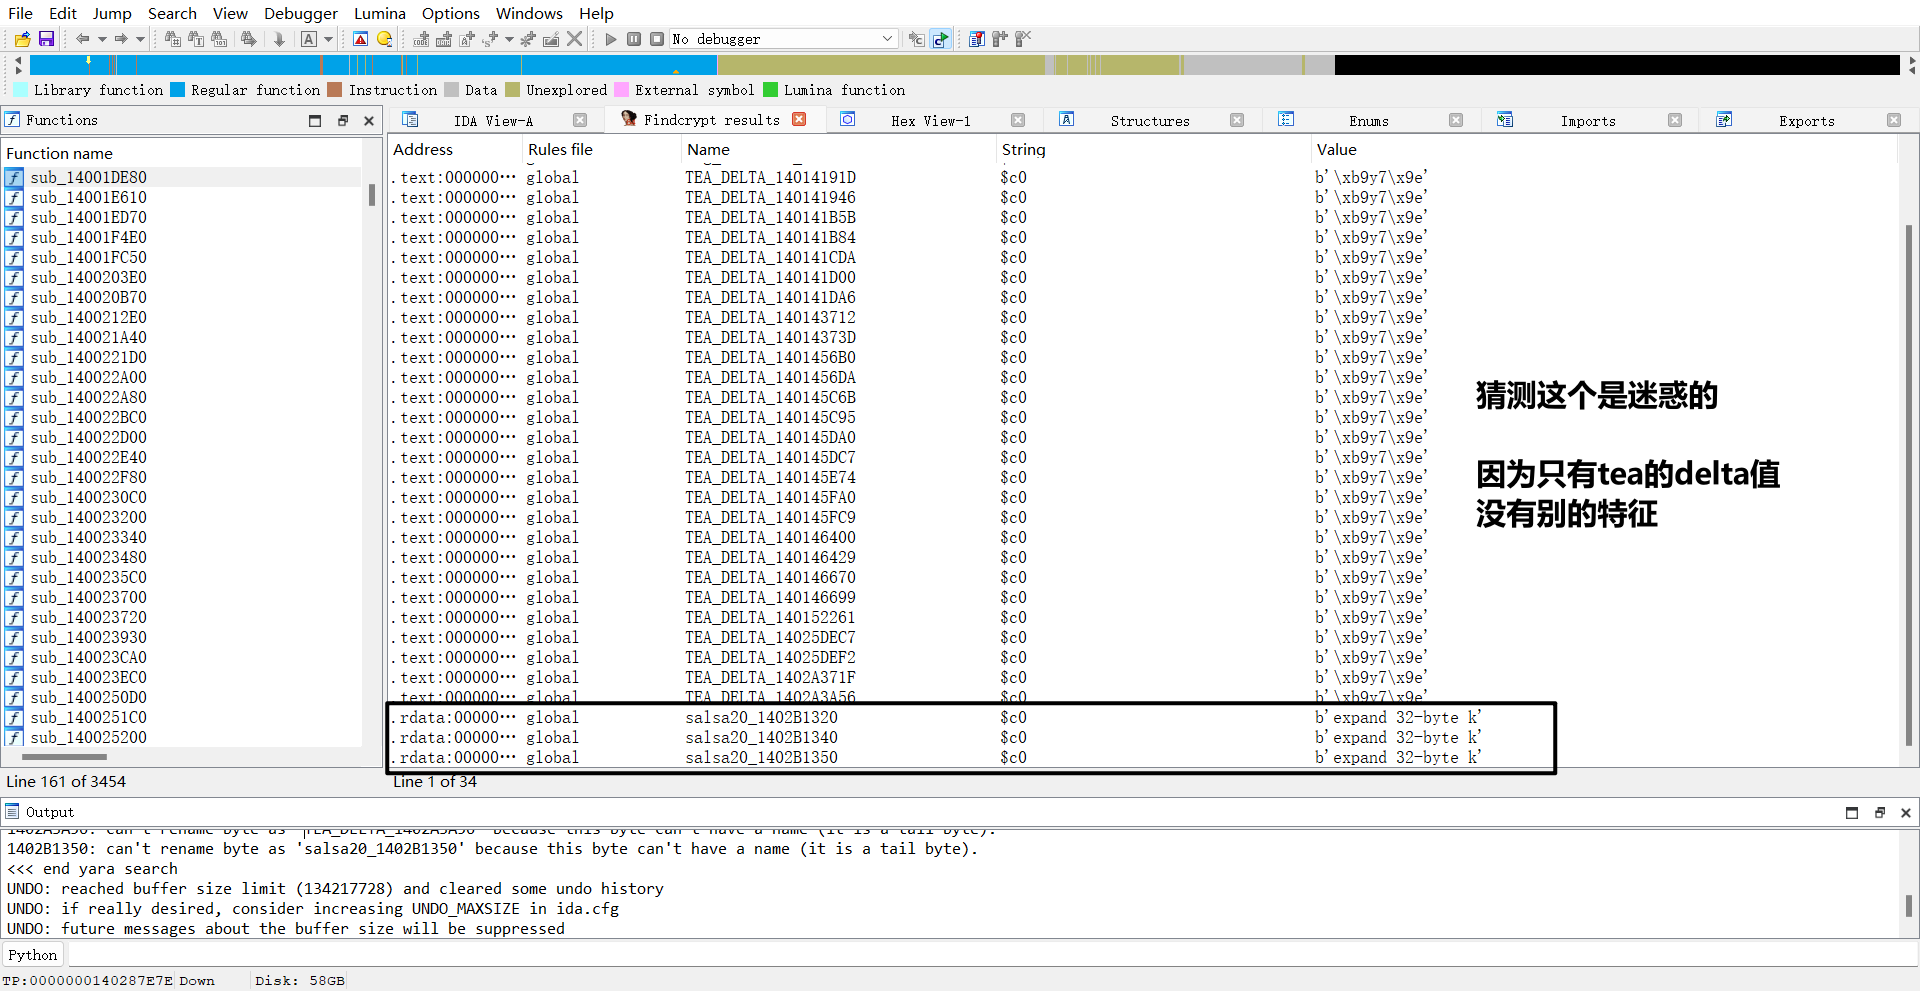 File Edit Jump Search View Debugger Lumina Options Windows Help
No debugger
Library function Regular function Instruction Data Unexplored External symbol Lumina function
Functions
IDA View-A Findcrypt results Hex View-1 Structures Enums Imports Exports
Function name
Address Rules file Name String Value
sub_14001DE80
sub_14001E610
sub_14001ED70
sub_14001F4E0
sub_14001FC50
sub_1400203E0
sub_140020B70
sub_1400212E0
sub_140021A40
sub_1400221D0
sub_140022A00
sub_140022A80
sub_140022BC0
sub_140022D00
sub_140022E40
sub_140022F80
sub_1400230C0
sub_140023200
sub_140023340
sub_140023480
sub_1400235C0
sub_140023700
sub_140023720
sub_140023930
sub_140023CA0
sub_140023EC0
sub_1400250D0
sub_1400251C0
sub_140025200
Line 161 of 3454
.text:000000… global TEA_DELTA_14014191D $c0 b'\xb9y7\x9e'
.text:000000… global TEA_DELTA_140141946 $c0 b'\xb9y7\x9e'
.text:000000… global TEA_DELTA_140141B5B $c0 b'\xb9y7\x9e'
.text:000000… global TEA_DELTA_140141B84 $c0 b'\xb9y7\x9e'
.text:000000… global TEA_DELTA_140141CDA $c0 b'\xb9y7\x9e'
.text:000000… global TEA_DELTA_140141D00 $c0 b'\xb9y7\x9e'
.text:000000… global TEA_DELTA_140141DA6 $c0 b'\xb9y7\x9e'
.text:000000… global TEA_DELTA_140143712 $c0 b'\xb9y7\x9e'
.text:000000… global TEA_DELTA_14014373D $c0 b'\xb9y7\x9e'
.text:000000… global TEA_DELTA_1401456B0 $c0 b'\xb9y7\x9e'
.text:000000… global TEA_DELTA_1401456DA $c0 b'\xb9y7\x9e'
.text:000000… global TEA_DELTA_140145C6B $c0 b'\xb9y7\x9e'
.text:000000… global TEA_DELTA_140145C95 $c0 b'\xb9y7\x9e'
.text:000000… global TEA_DELTA_140145DA0 $c0 b'\xb9y7\x9e'
.text:000000… global TEA_DELTA_140145DC7 $c0 b'\xb9y7\x9e'
.text:000000… global TEA_DELTA_140145E74 $c0 b'\xb9y7\x9e'
.text:000000… global TEA_DELTA_140145FA0 $c0 b'\xb9y7\x9e'
.text:000000… global TEA_DELTA_140145FC9 $c0 b'\xb9y7\x9e'
.text:000000… global TEA_DELTA_140146400 $c0 b'\xb9y7\x9e'
.text:000000… global TEA_DELTA_140146429 $c0 b'\xb9y7\x9e'
.text:000000… global TEA_DELTA_140146670 $c0 b'\xb9y7\x9e'
.text:000000… global TEA_DELTA_140146699 $c0 b'\xb9y7\x9e'
.text:000000… global TEA_DELTA_140152261 $c0 b'\xb9y7\x9e'
.text:000000… global TEA_DELTA_14025DEC7 $c0 b'\xb9y7\x9e'
.text:000000… global TEA_DELTA_14025DEF2 $c0 b'\xb9y7\x9e'
.text:000000… global TEA_DELTA_1402A371F $c0 b'\xb9y7\x9e'
.text:000000… global TEA_DELTA_1402A3A56 $c0 b'\xb9y7\x9e'
.rdata:00000… global salsa20_1402B1320 $c0 b'expand 32-byte k'
.rdata:00000… global salsa20_1402B1340 $c0 b'expand 32-byte k'
.rdata:00000… global salsa20_1402B1350 $c0 b'expand 32-byte k'
Line 1 of 34
猜测这个是迷惑的
因为只有tea的delta值
没有别的特征
Output
1402A3A56: can't rename byte as 'TEA_DELTA_1402A3A56' because this byte can't have a name (it is a tail byte).
1402B1350: can't rename byte as 'salsa20_1402B1350' because this byte can't have a name (it is a tail byte).
<<< end yara search
UNDO: reached buffer size limit (134217728) and cleared some undo history
UNDO: if really desired, consider increasing UNDO_MAXSIZE in ida.cfg
UNDO: future messages about the buffer size will be suppressed
Python
TP:0000000140287E7E Down Disk: 58GB